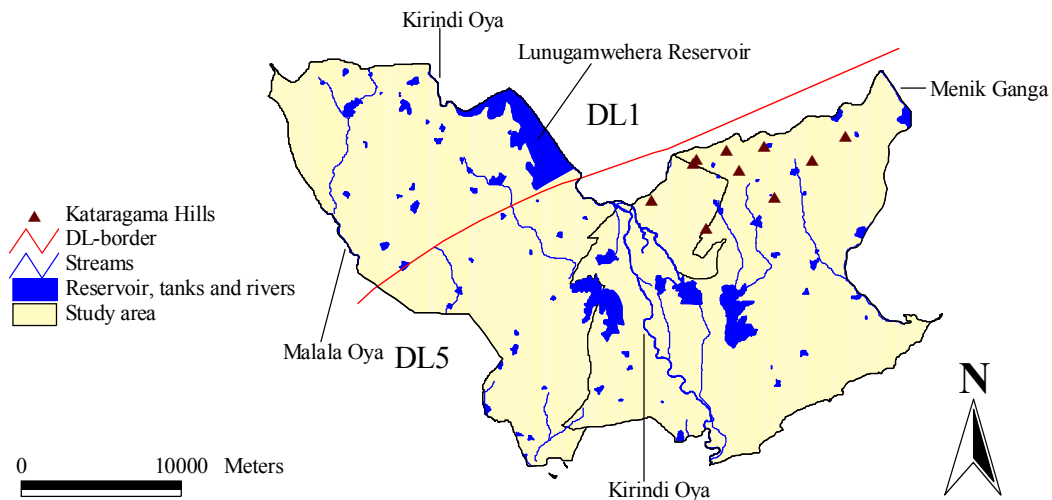 Kirindi Oya
Lunugamwehera Reservoir
DL1
Menik Ganga
Kataragama Hills
DL-border
Streams
Reservoir, tanks and rivers
Study area
Malala Oya
DL5
N
0 10000 Meters
Kirindi Oya